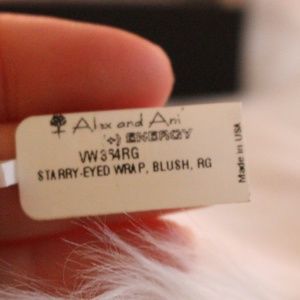 Alex and Ani
(+) ENERGY
VW354RG
STARRY-EYED WRAP, BLUSH, RG
Made in USA